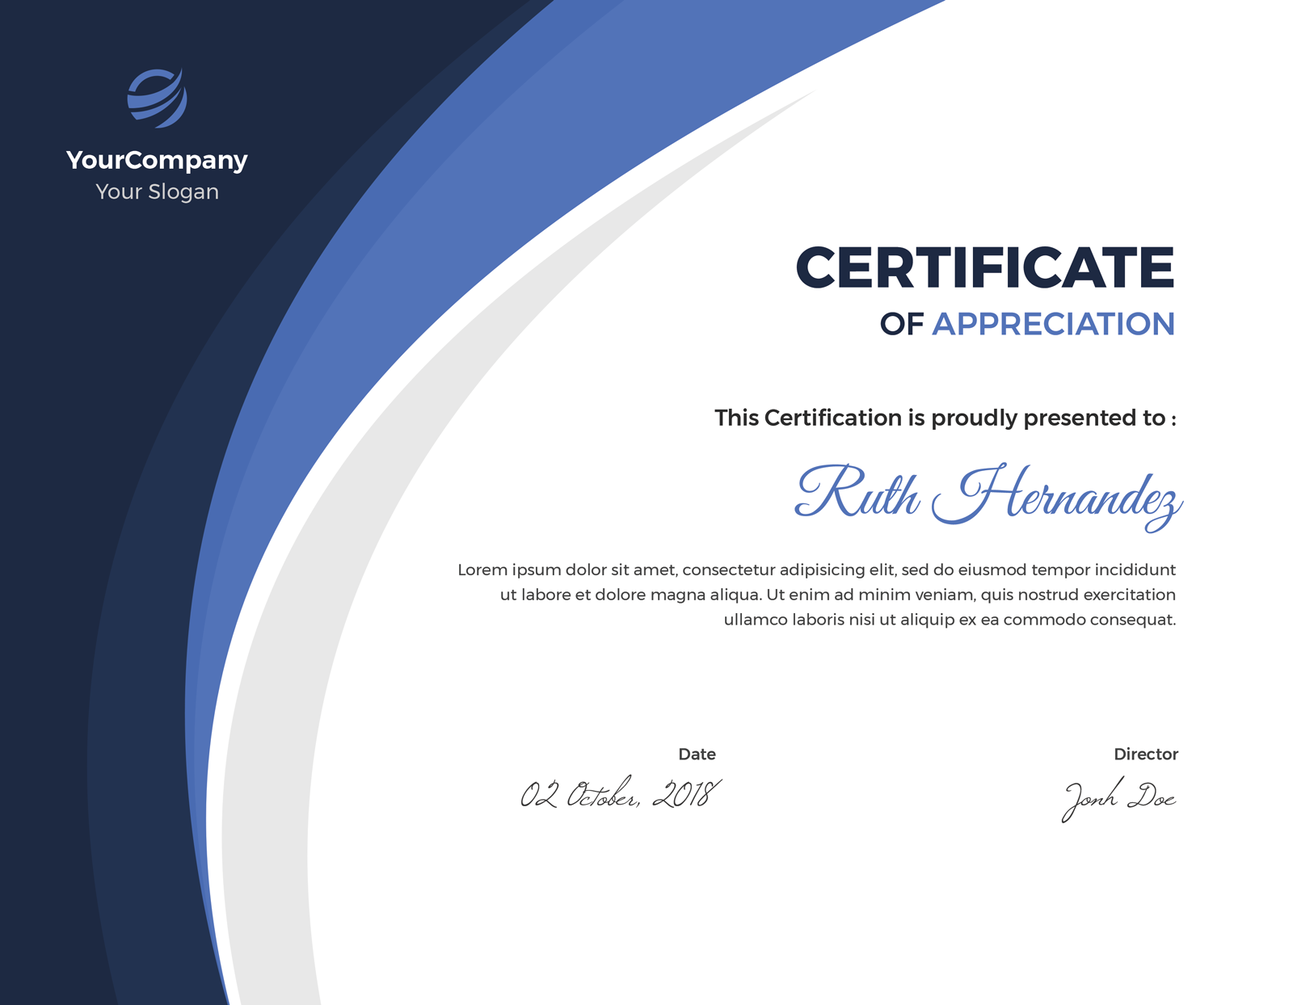 YourCompany
Your Slogan
CERTIFICATE
OF APPRECIATION
This Certification is proudly presented to :
Ruth Hernandez
Lorem ipsum dolor sit amet, consectetur adipisicing elit, sed do eiusmod tempor incididunt
ut labore et dolore magna aliqua. Ut enim ad minim veniam, quis nostrud exercitation
ullamco laboris nisi ut aliquip ex ea commodo consequat.
Date
02 October, 2018
Director
Jonh Doe